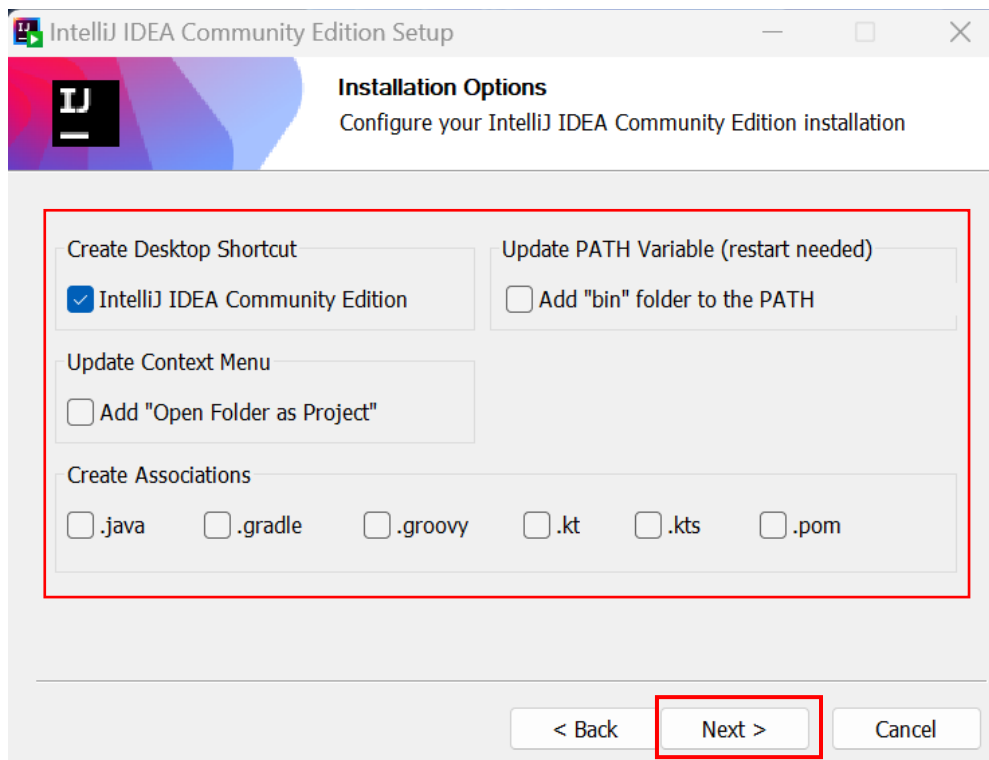 IntelliJ IDEA Community Edition Setup
IJ
Installation Options
Configure your IntelliJ IDEA Community Edition installation
Create Desktop Shortcut
IntelliJ IDEA Community Edition
Update PATH Variable (restart needed)
Add "bin" folder to the PATH
Update Context Menu
Add "Open Folder as Project"
Create Associations
.java .gradle .groovy .kt .kts .pom
< Back Next > Cancel